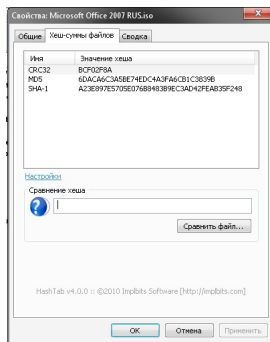 Свойства: Microsoft Office 2007 RUS.iso
Общие Хеш-суммы файлов Сводка
Имя Значение хеша
CRC32 BCF02F8A
MD5 6DACA6C3A5BE74EDC4A3FA6CB1C3839B
SHA-1 A23E897E5705E076B8483B9EC3AD42FEAB35F248
Настройки
Сравнение хеша
Сравнить файл...
HashTab v4.0.0 :: ©2010 Implbits Software [http://implbits.com]
OK Отмена Применить